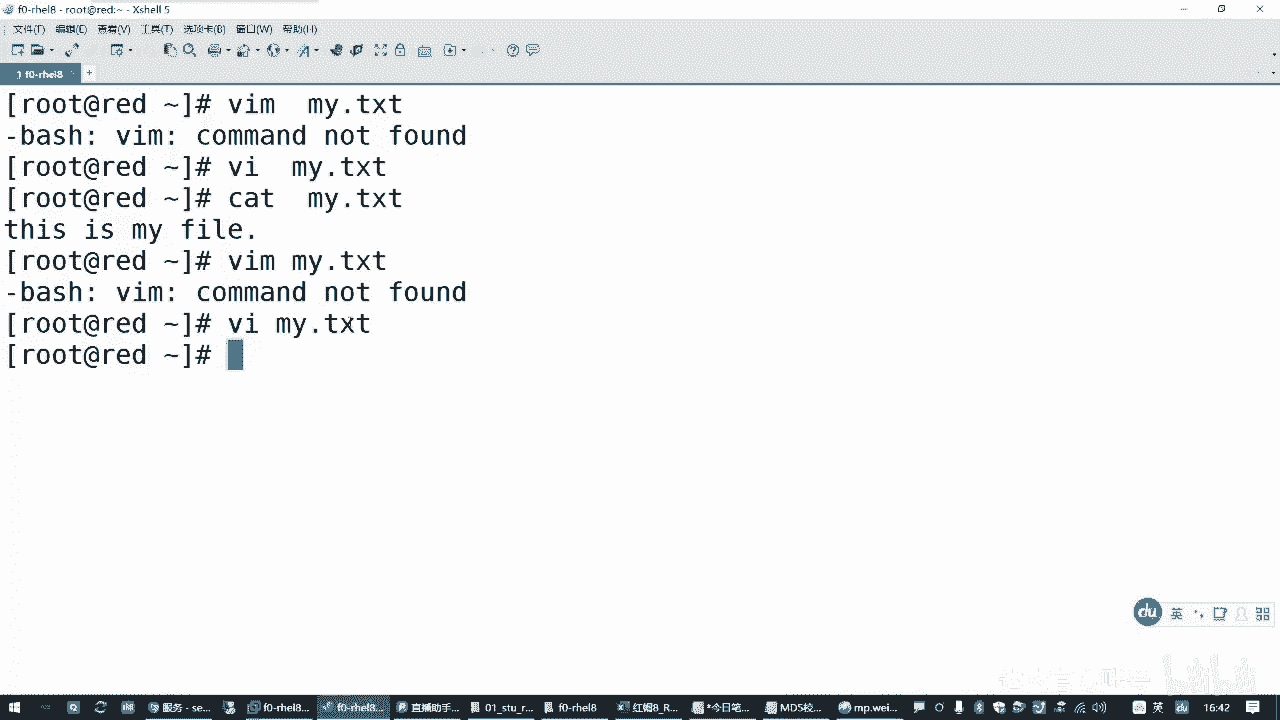 f0-rhel8 - root@red:~ - Xshell 5
文件(F) 编辑(E) 查看(V) 工具(T) 选项卡(B) 窗口(W) 帮助(H)
1 f0-rhel8 +
[root@red ~]# vim  my.txt
-bash: vim: command not found
[root@red ~]# vi  my.txt
[root@red ~]# cat  my.txt
this is my file.
[root@red ~]# vim my.txt
-bash: vim: command not found
[root@red ~]# vi my.txt
[root@red ~]#
du 英
服务 - se... f0-rhel8... f0-rhel8... 直播助手... 01_stu_r... f0-rhel8 红帽8_R... *今日笔... MD5校... mp.wei... 英 du 16:42